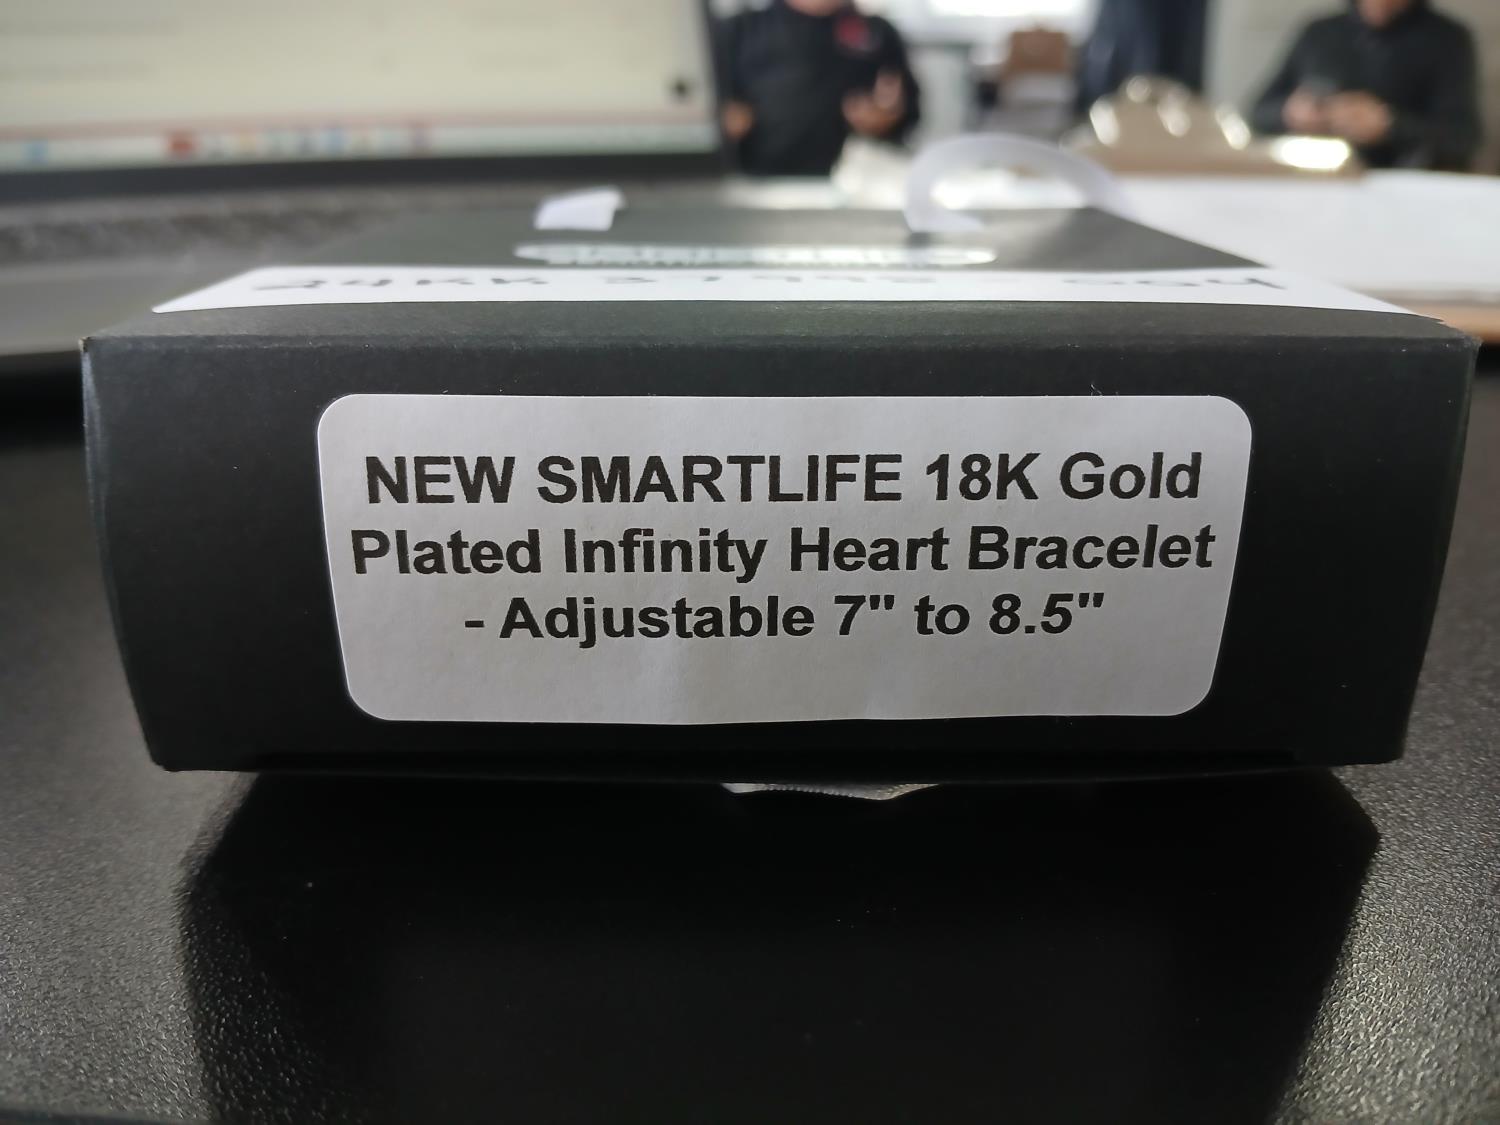 NEW SMARTLIFE 18K Gold
Plated Infinity Heart Bracelet
- Adjustable 7" to 8.5"